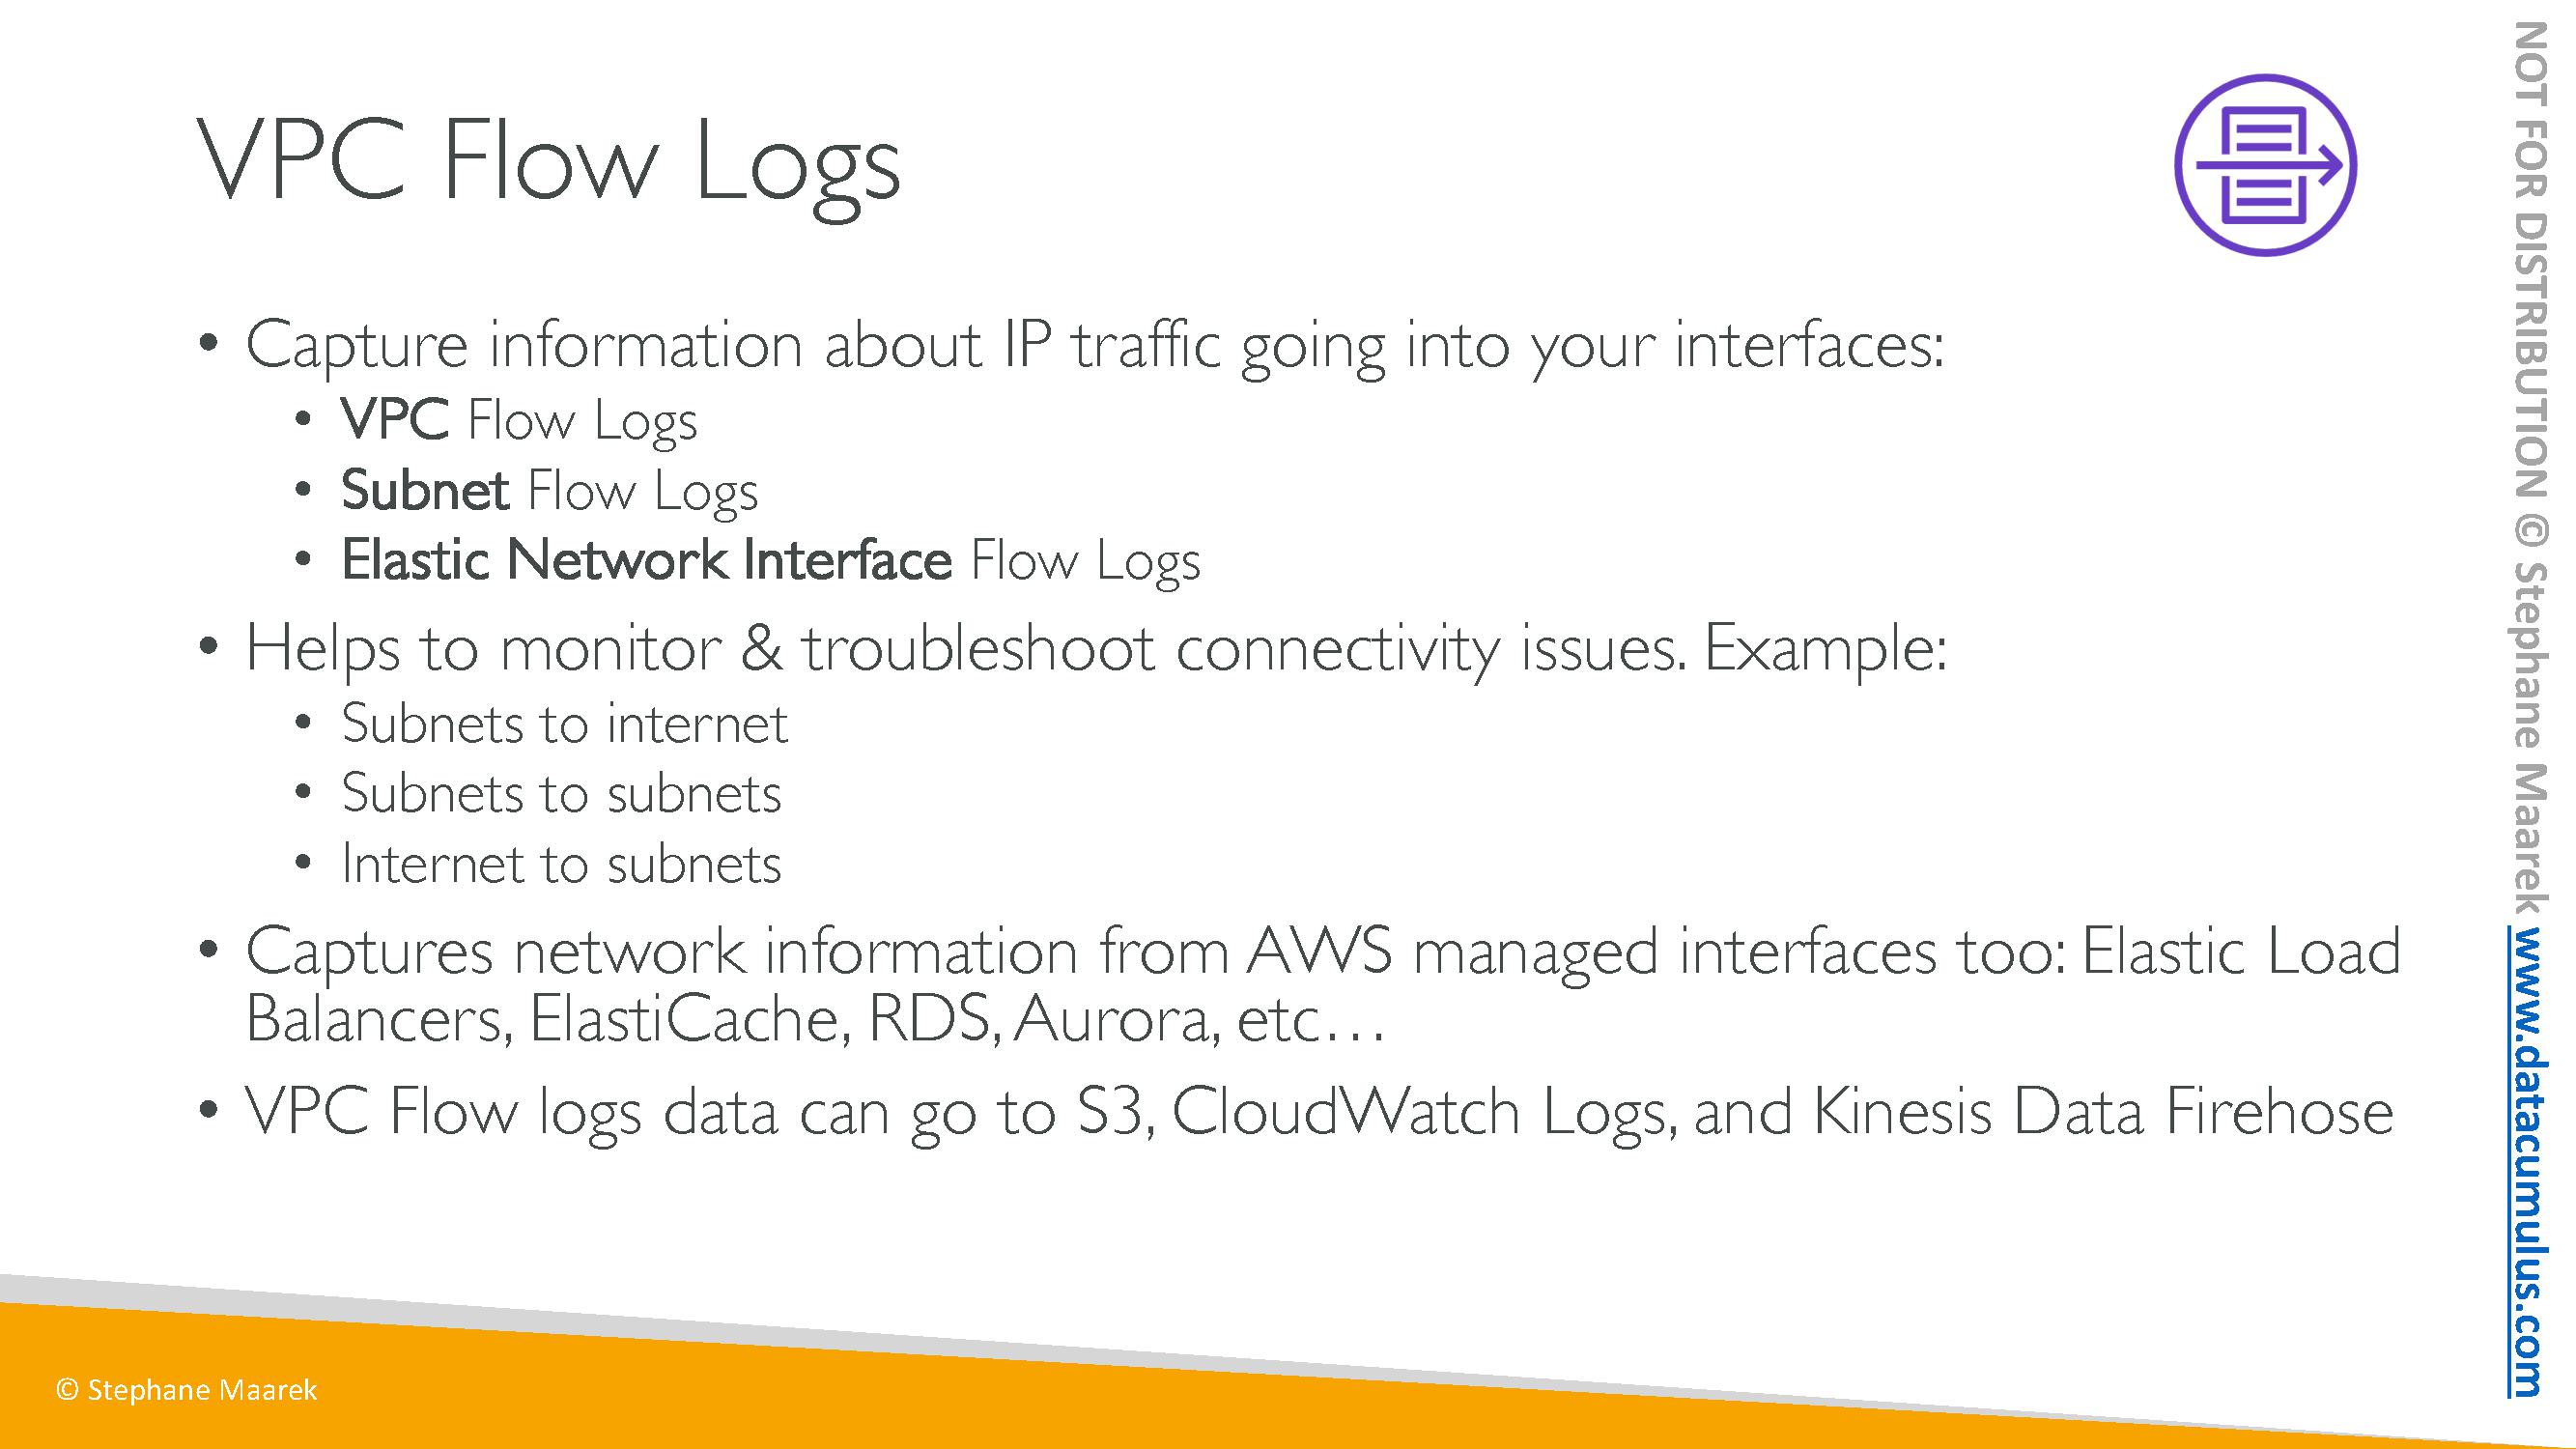 VPC Flow Logs
• Capture information about IP traffic going into your interfaces:
• VPC Flow Logs
• Subnet Flow Logs
• Elastic Network Interface Flow Logs
• Helps to monitor & troubleshoot connectivity issues. Example:
• Subnets to internet
• Subnets to subnets
• Internet to subnets
• Captures network information from AWS managed interfaces too: Elastic Load
Balancers, ElastiCache, RDS, Aurora, etc…
• VPC Flow logs data can go to S3, CloudWatch Logs, and Kinesis Data Firehose
© Stephane Maarek
NOT FOR DISTRIBUTION © Stephane Maarek www.datacumulus.com